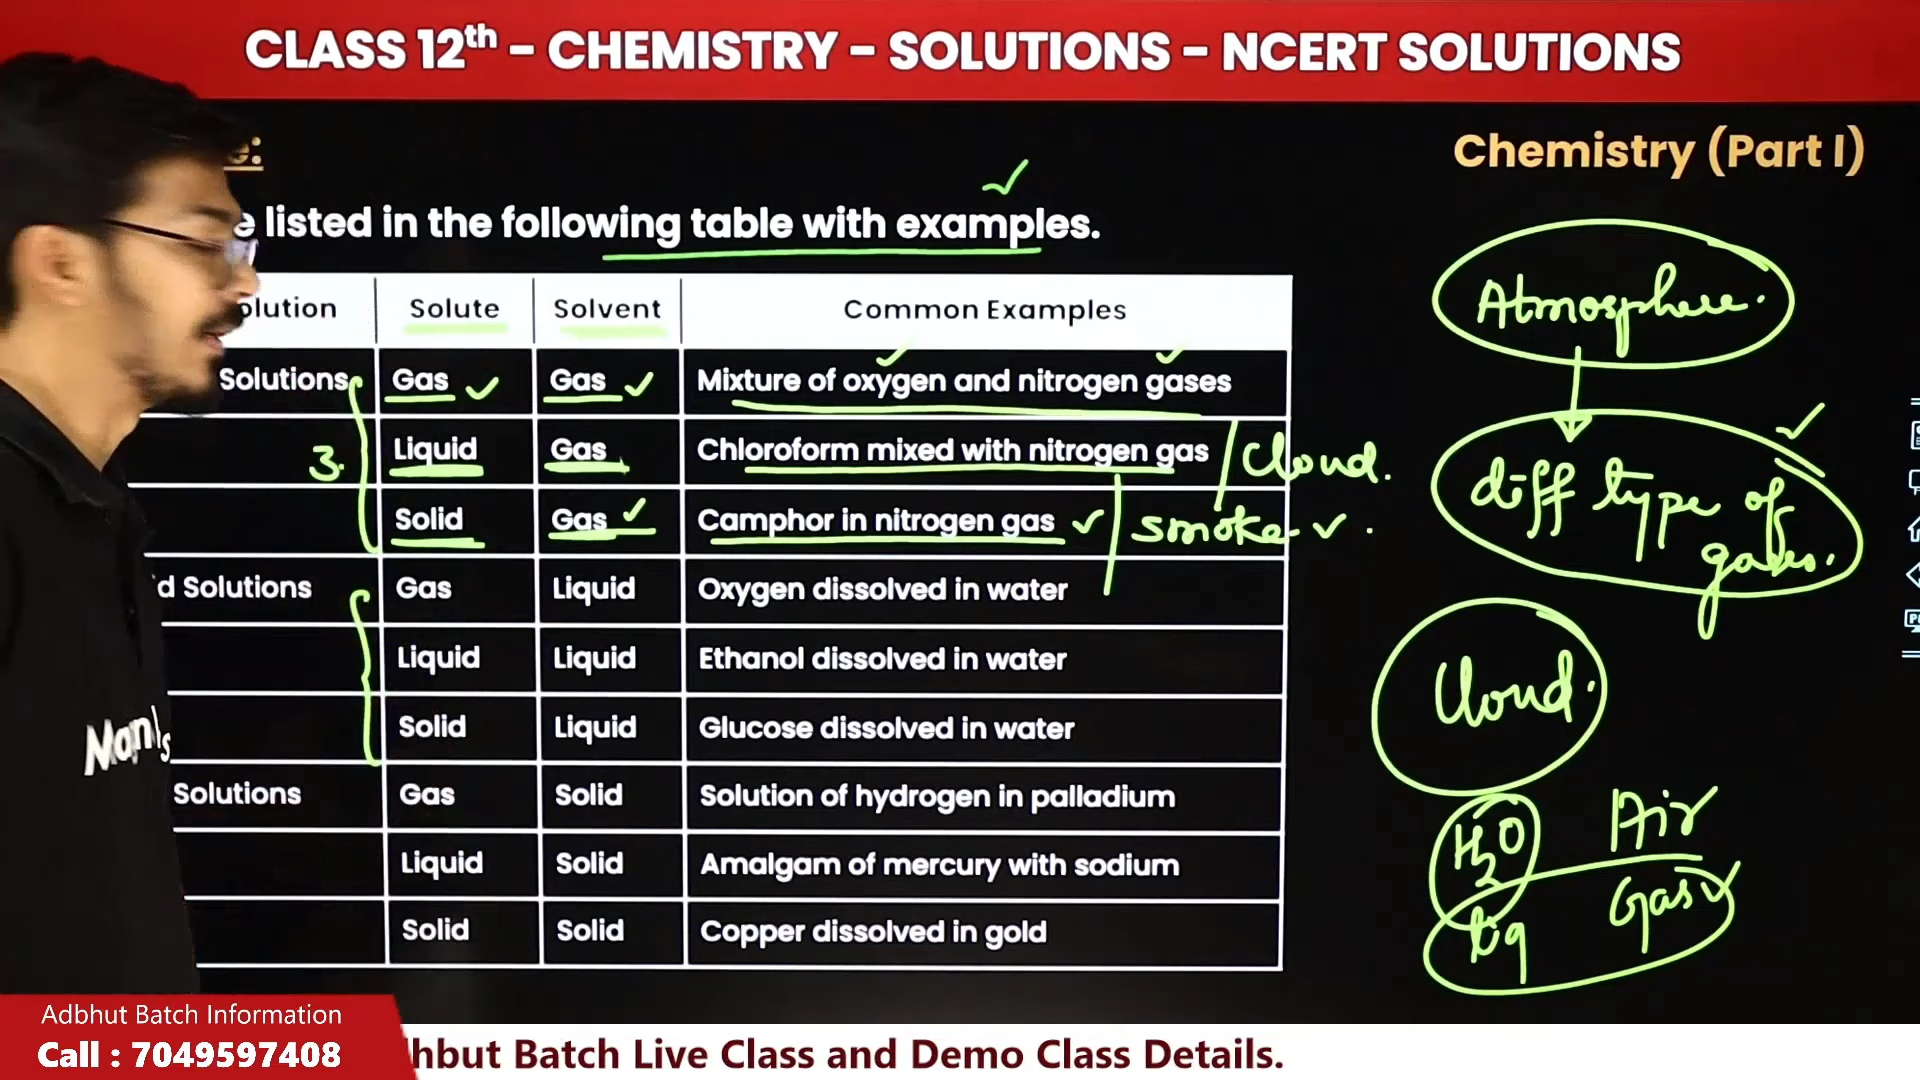 CLASS 12th - CHEMISTRY - SOLUTIONS - NCERT SOLUTIONS
e:
Chemistry (Part I)
e listed in the following table with examples.
olution Solute Solvent Common Examples
Solutions Gas Gas Mixture of oxygen and nitrogen gases
3. Liquid Gas Chloroform mixed with nitrogen gas / Cloud.
Solid Gas Camphor in nitrogen gas smoke
d Solutions Gas Liquid Oxygen dissolved in water
Liquid Liquid Ethanol dissolved in water
Solid Liquid Glucose dissolved in water
Solutions Gas Solid Solution of hydrogen in palladium
Liquid Solid Amalgam of mercury with sodium
Solid Solid Copper dissolved in gold
Atmosphere.
diff type of
gases.
Cloud.
H2O Air
Liq Gas
Adbhut Batch Information
Call : 7049597408
hbut Batch Live Class and Demo Class Details.